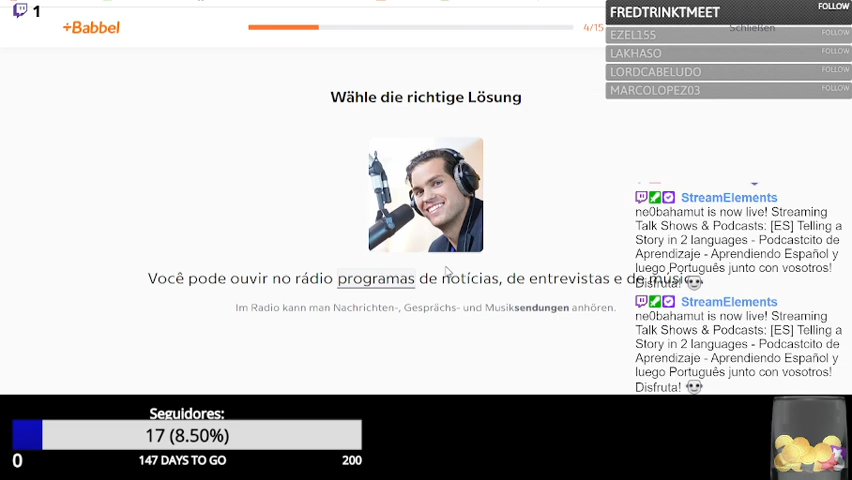 1
FREDTRINKTMEET FOLLOW
+Babbel
4/15
Schließen
EZEL155 FOLLOW
LAKHASO FOLLOW
LORDCABELUDO FOLLOW
MARCOLOPEZ03 FOLLOW
Wähle die richtige Lösung
Você pode ouvir no rádio programas de notícias, de entrevistas e de
Im Radio kann man Nachrichten-, Gesprächs- und Musiksendungen anhören.
StreamElements
ne0bahamut is now live! Streaming
Talk Shows & Podcasts: [ES] Telling a
Story in 2 languages - Podcastcito de
Aprendizaje - Aprendiendo Español y
luego Português junto con vosotros!
Disfruta!
StreamElements
ne0bahamut is now live! Streaming
Talk Shows & Podcasts: [ES] Telling a
Story in 2 languages - Podcastcito de
Aprendizaje - Aprendiendo Español y
luego Português junto con vosotros!
Disfruta!
Seguidores:
17 (8.50%)
0 147 DAYS TO GO 200